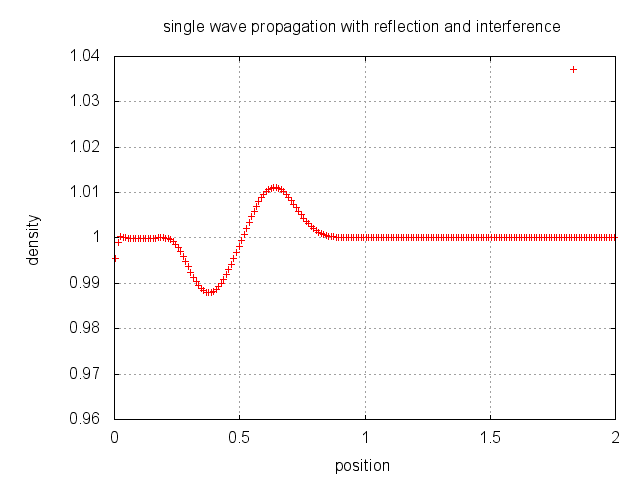 single wave propagation with reflection and interference
1.04
1.03
1.02
1.01
1
0.99
0.98
0.97
0.96
density
0 0.5 1 1.5 2
position